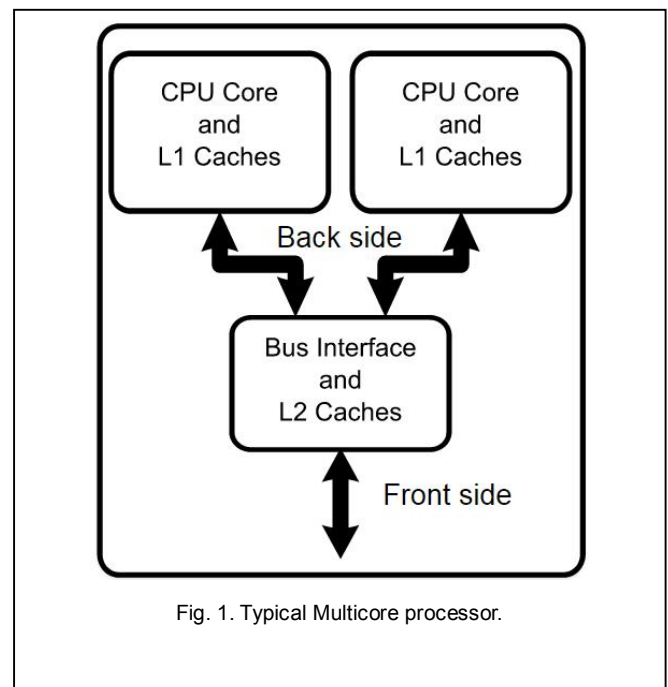 CPU Core
and
L1 Caches
CPU Core
and
L1 Caches
Back side
Bus Interface
and
L2 Caches
Front side
Fig. 1. Typical Multicore processor.